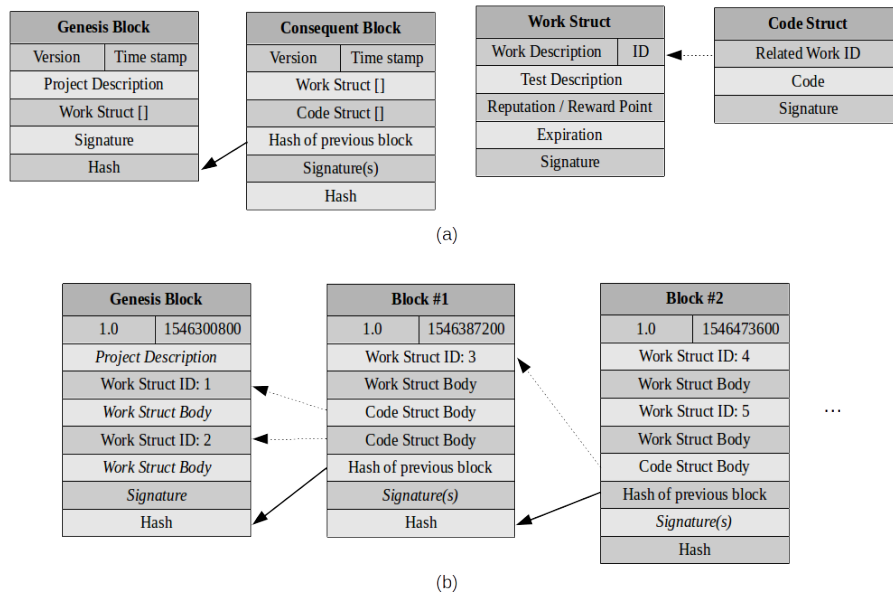 Genesis Block
Version Time stamp
Project Description
Work Struct []
Signature
Hash
Consequent Block
Version Time stamp
Work Struct []
Code Struct []
Hash of previous block
Signature(s)
Hash
Work Struct
Work Description ID
Test Description
Reputation / Reward Point
Expiration
Signature
Code Struct
Related Work ID
Code
Signature
(a)
Genesis Block
1.0 1546300800
Project Description
Work Struct ID: 1
Work Struct Body
Work Struct ID: 2
Work Struct Body
Signature
Hash
Block #1
1.0 1546387200
Work Struct ID: 3
Work Struct Body
Code Struct Body
Code Struct Body
Hash of previous block
Signature(s)
Hash
Block #2
1.0 1546473600
Work Struct ID: 4
Work Struct Body
Work Struct ID: 5
Work Struct Body
Code Struct Body
Hash of previous block
Signature(s)
Hash
...
(b)